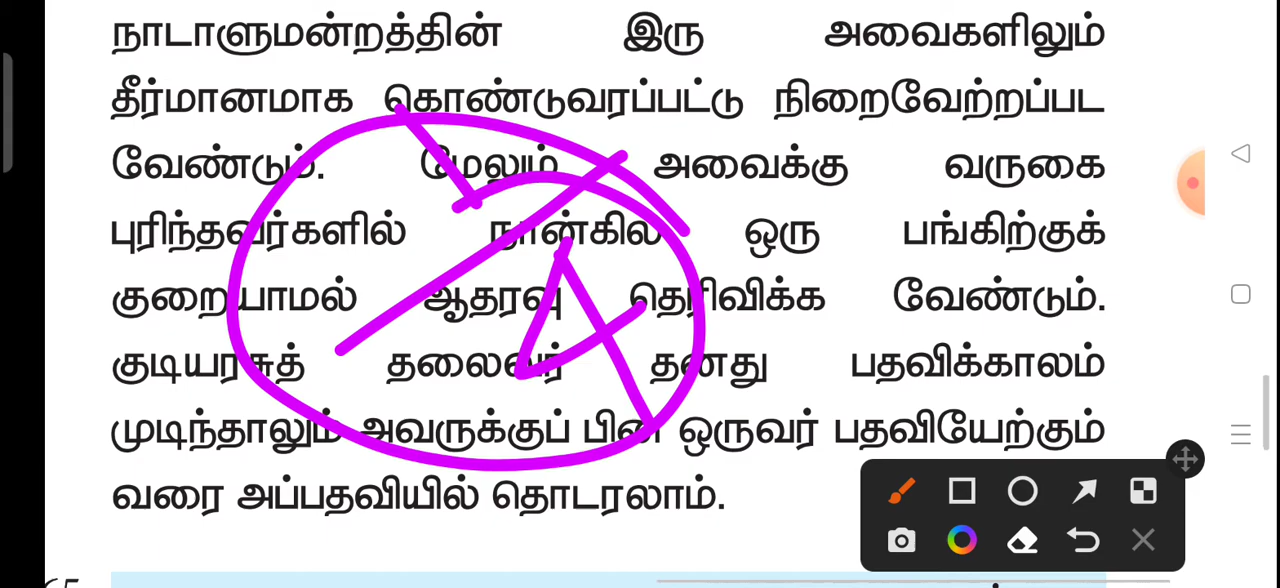 நாடாளுமன்றத்தின் இரு அவைகளிலும்
தீர்மானமாக கொண்டுவரப்பட்டு நிறைவேற்றப்பட
வேண்டும். மேலும் அவைக்கு வருகை
புரிந்தவர்களில் நான்கில் ஒரு பங்கிற்குக்
குறையாமல் ஆதரவு தெரிவிக்க வேண்டும்.
குடியரசுத் தலைவர் தனது பதவிக்காலம்
முடிந்தாலும் அவருக்குப் பின் ஒருவர் பதவியேற்கும்
வரை அப்பதவியில் தொடரலாம்.